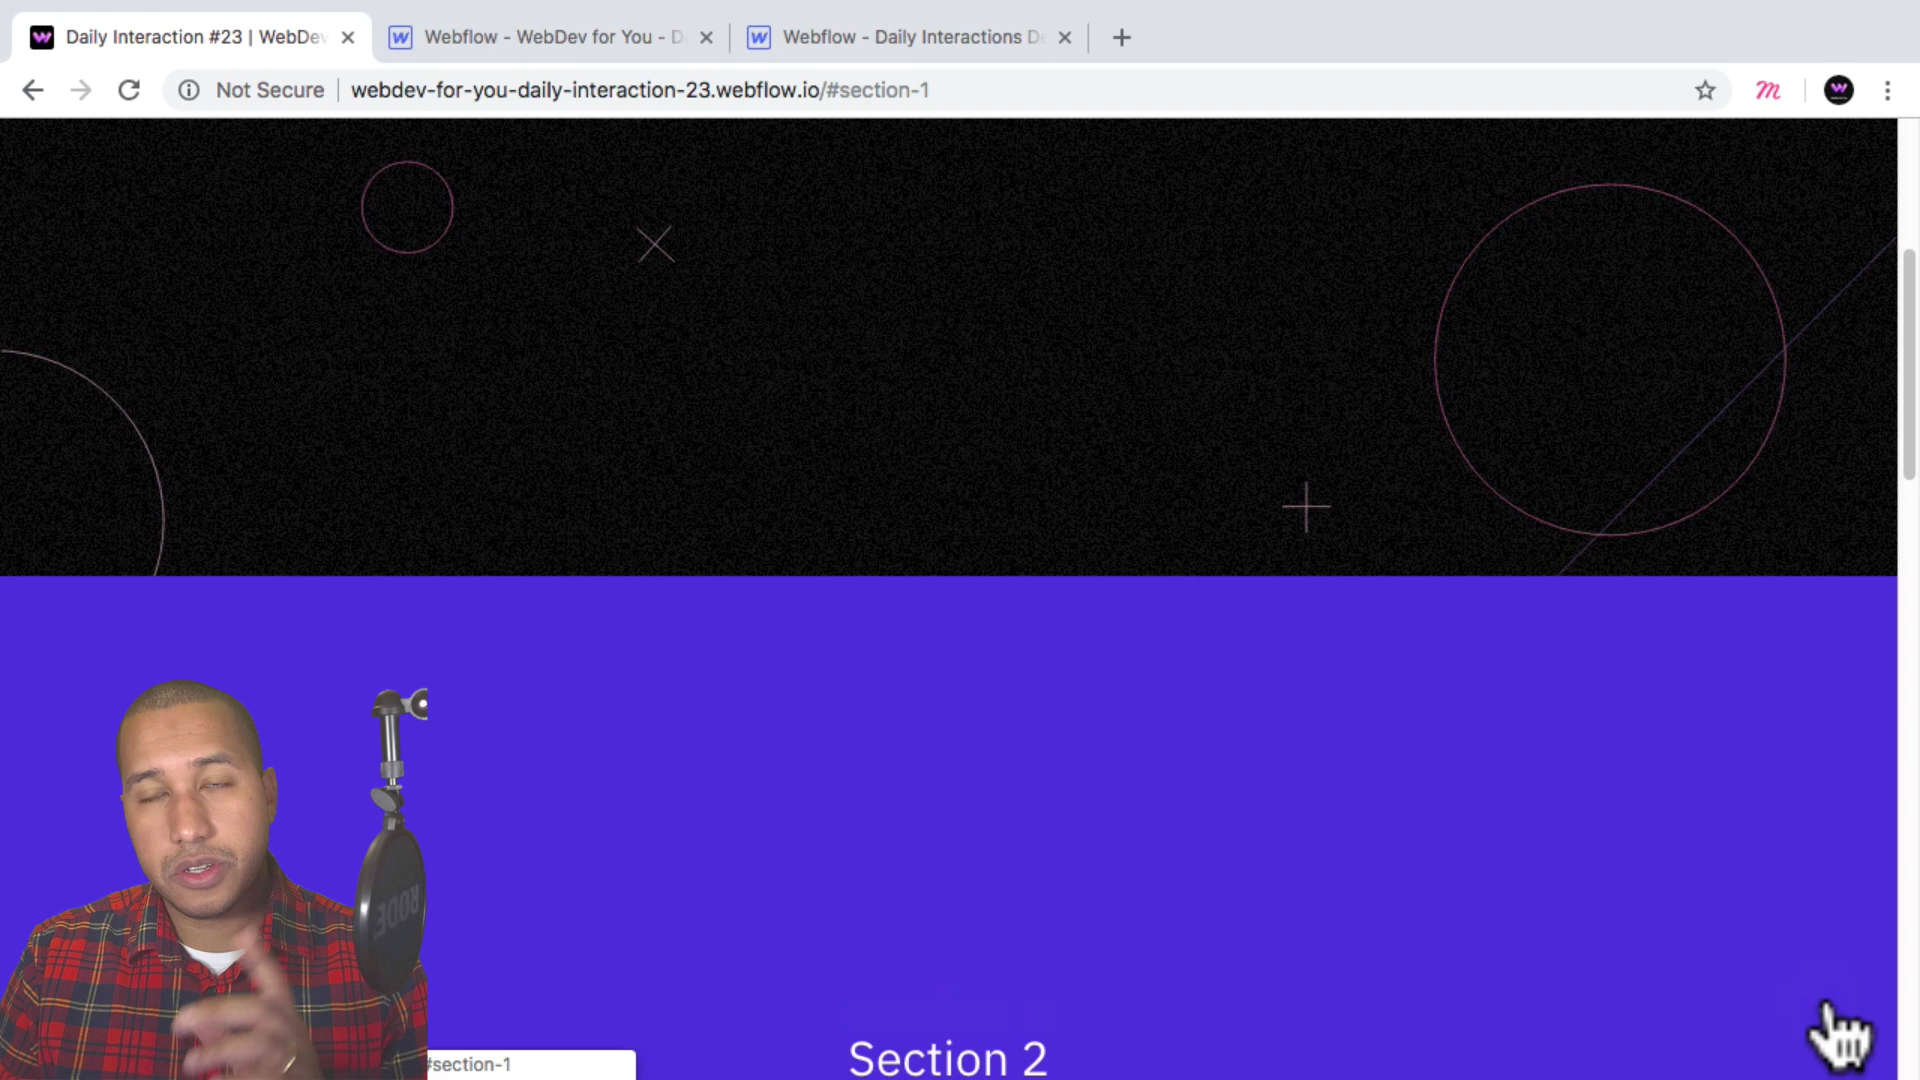 Daily Interaction #23 | WebDev
Webflow - WebDev for You - D
Webflow - Daily Interactions D
Not Secure
webdev-for-you-daily-interaction-23.webflow.io/#section-1
RODE
Section 2
#section-1